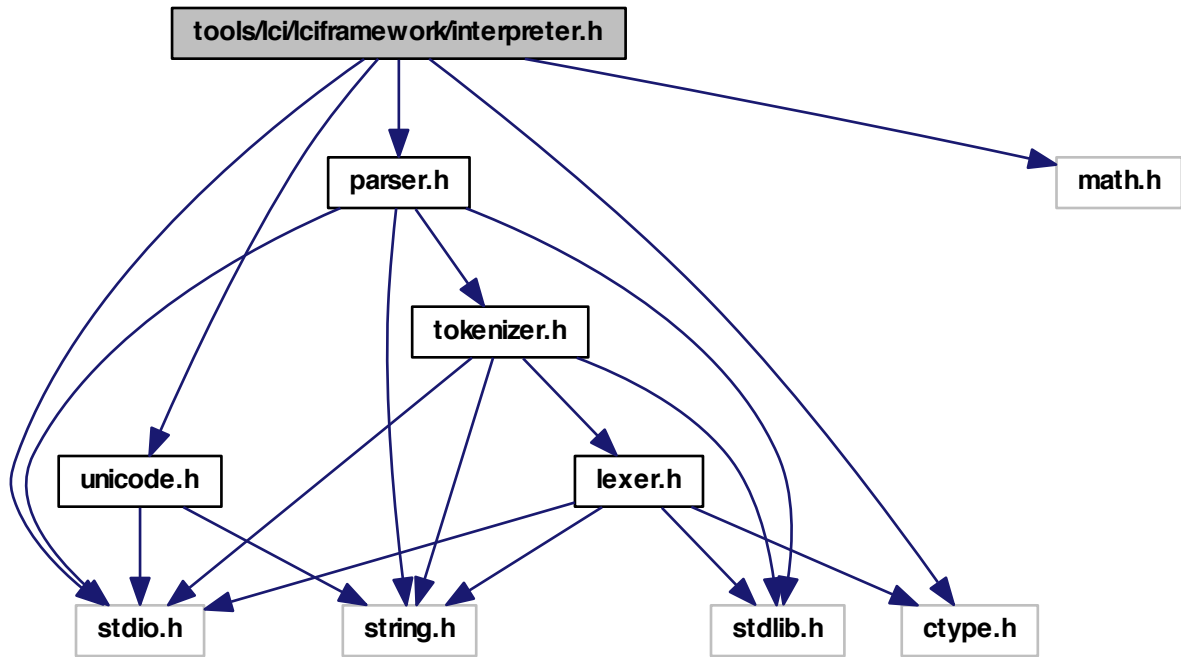 tools/lci/lciframework/interpreter.h
parser.h
math.h
tokenizer.h
unicode.h
lexer.h
stdio.h
string.h
stdlib.h
ctype.h